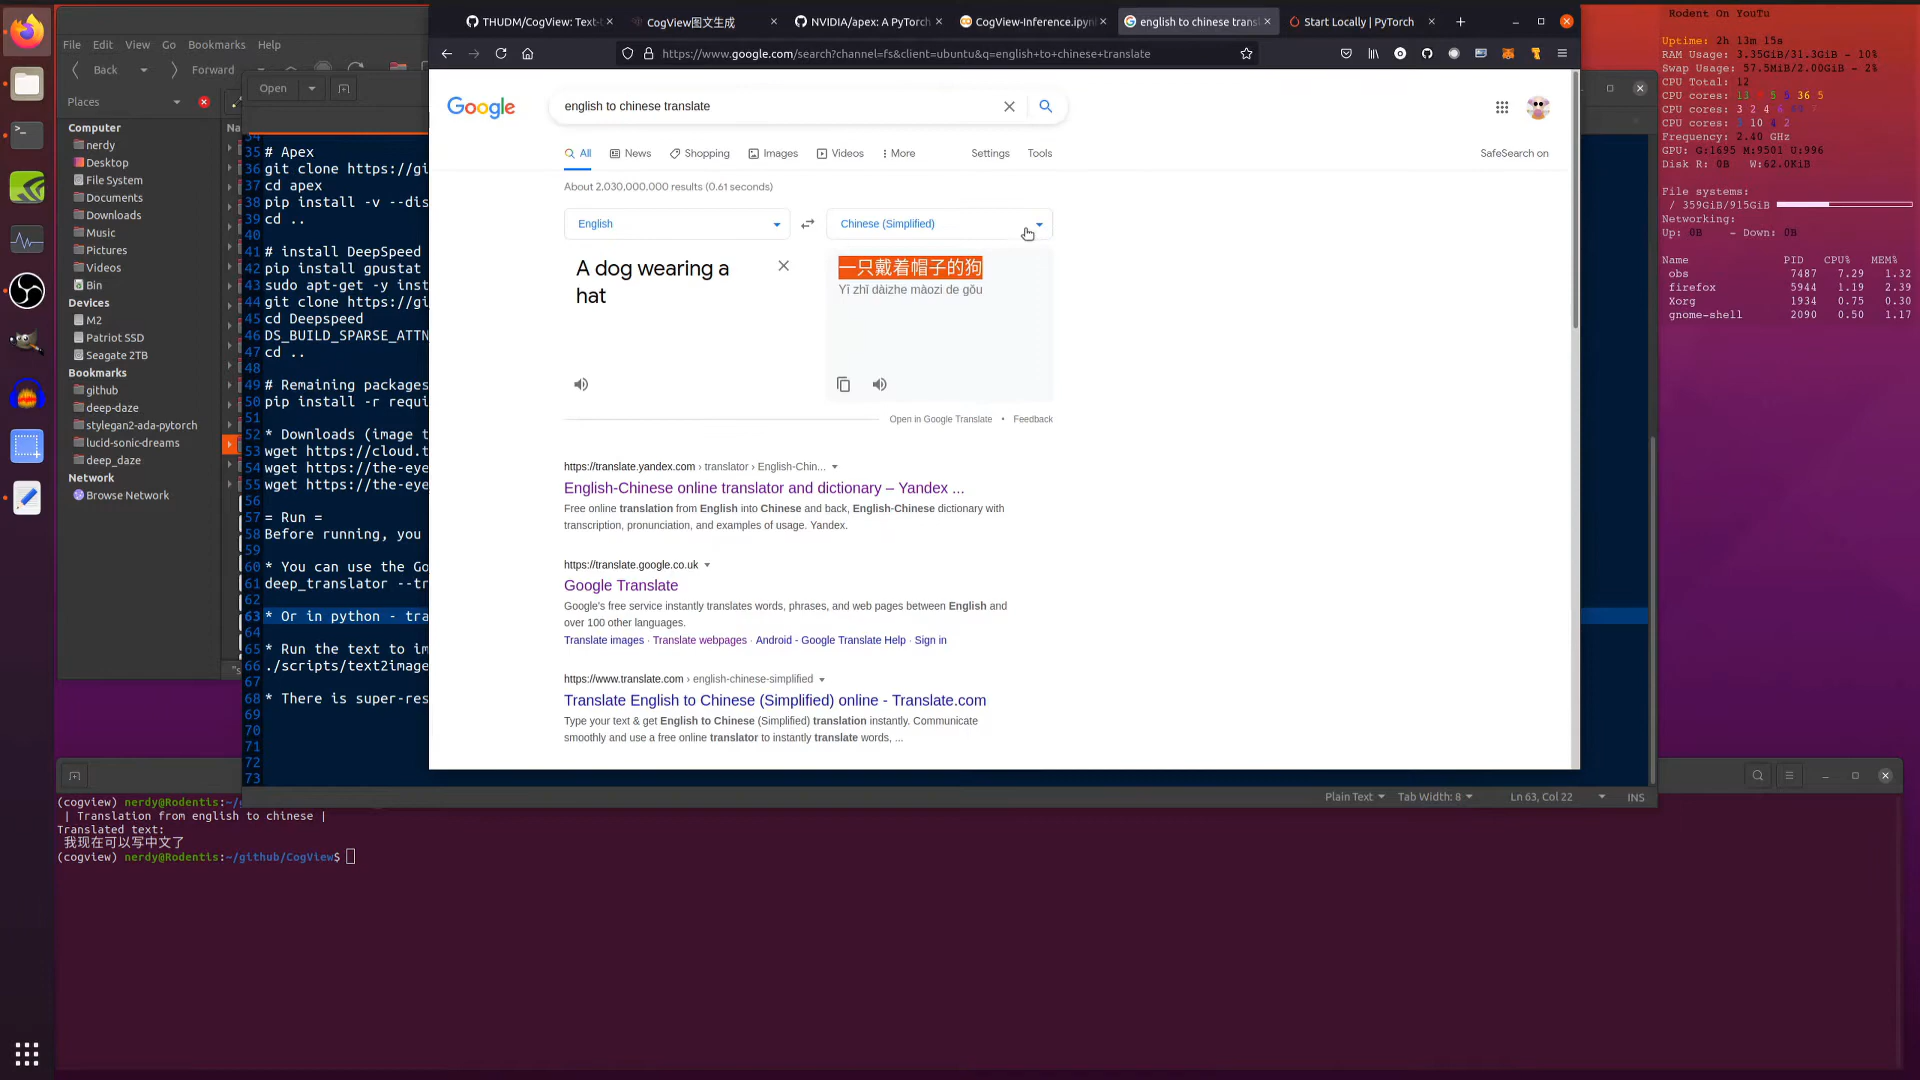 THUDM/CogView: Text-t
CogView图文生成
NVIDIA/apex: A PyTorch
CogView-Inference.ipyn
english to chinese trans
Start Locally | PyTorch
https://www.google.com/search?channel=fs&client=ubuntu&q=english+to+chinese+translate
Google
english to chinese translate
All
News
Shopping
Images
Videos
More
Settings
Tools
SafeSearch on
About 2,030,000,000 results (0.61 seconds)
English
Chinese (Simplified)
A dog wearing a
hat
一只戴着帽子的狗
Yī zhǐ dàizhe màozi de gǒu
Open in Google Translate • Feedback
https://translate.yandex.com › translator › English-Chin...
English-Chinese online translator and dictionary – Yandex ...
Free online translation from English into Chinese and back, English-Chinese dictionary with
transcription, pronunciation, and examples of usage. Yandex.
https://translate.google.co.uk
Google Translate
Google's free service instantly translates words, phrases, and web pages between English and
over 100 other languages.
Translate images · Translate webpages · Android - Google Translate Help · Sign in
https://www.translate.com › english-chinese-simplified
Translate English to Chinese (Simplified) online - Translate.com
Type your text & get English to Chinese (Simplified) translation instantly. Communicate
smoothly and use a free online translator to instantly translate words, ...
File Edit View Go Bookmarks Help
Back
Forward
Places
Computer
nerdy
Desktop
File System
Documents
Downloads
Music
Pictures
Videos
Bin
Devices
M2
Patriot SSD
Seagate 2TB
Bookmarks
github
deep-daze
stylegan2-ada-pytorch
lucid-sonic-dreams
deep_daze
Network
Browse Network
Open
35 # Apex
36 git clone https://gi
37 cd apex
38 pip install -v --dis
39 cd ..
40
41 # install DeepSpeed
42 pip install gpustat
43 sudo apt-get -y inst
44 git clone https://gi
45 cd Deepspeed
46 DS_BUILD_SPARSE_ATTN
47 cd ..
48
49 # Remaining packages
50 pip install -r requi
51
52 * Downloads (image t
53 wget https://cloud.t
54 wget https://the-eye
55 wget https://the-eye
56
57 = Run =
58 Before running, you
59
60 * You can use the Go
61 deep_translator --tr
62
63 * Or in python - tra
64
65 * Run the text to im
66 ./scripts/text2image
67
68 * There is super-res
69
70
71
72
73
Plain Text
Tab Width: 8
Ln 63, Col 22
INS
(cogview) nerdy@Rodentis:~/g
| Translation from english to chinese |
Translated text:
我现在可以写中文了
(cogview) nerdy@Rodentis:~/github/CogView$
Rodent On YouTu
Uptime: 2h 13m 15s
RAM Usage: 3.35GiB/31.3GiB - 10%
Swap Usage: 57.5MiB/2.00GiB - 2%
CPU Total: 12
CPU cores:
CPU cores:
CPU cores:
Frequency: 2.40 GHz
GPU: G:1695 M:9501 U:996
Disk R: 0B W:62.0KiB
File systems:
/ 359GiB/915GiB
Networking:
Up: 0B - Down: 0B
Name PID CPU% MEM%
obs 7487 7.29 1.32
firefox 5944 1.19 2.39
Xorg 1934 0.75 0.30
gnome-shell 2090 0.50 1.17